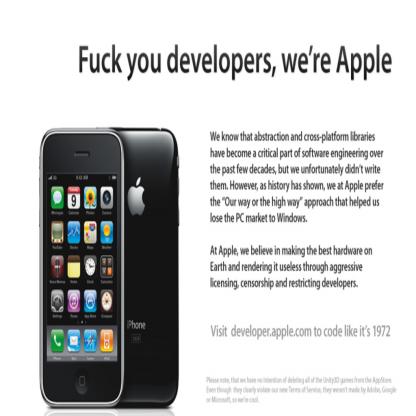 Fuck you developers, we're Apple
We know that abstraction and cross-platform libraries
have become a critical part of software engineering over
the past few decades, but we unfortunately didn't write
them. However, as history has shown, we at Apple prefer
the "Our way or the high way" approach that helped us
lose the PC market to Windows.
At Apple, we believe in making the best hardware on
Earth and rendering it useless through aggressive
licensing, censorship and restricting developers.
Visit developer.apple.com to code like it's 1972
Please note, that we have no intention of deleting all of the Unity3D games from the AppStore.
Even though they clearly violate our new Terms of Service, they weren't made by Adobe, Google
or Microsoft, so we're cool.
iPhone